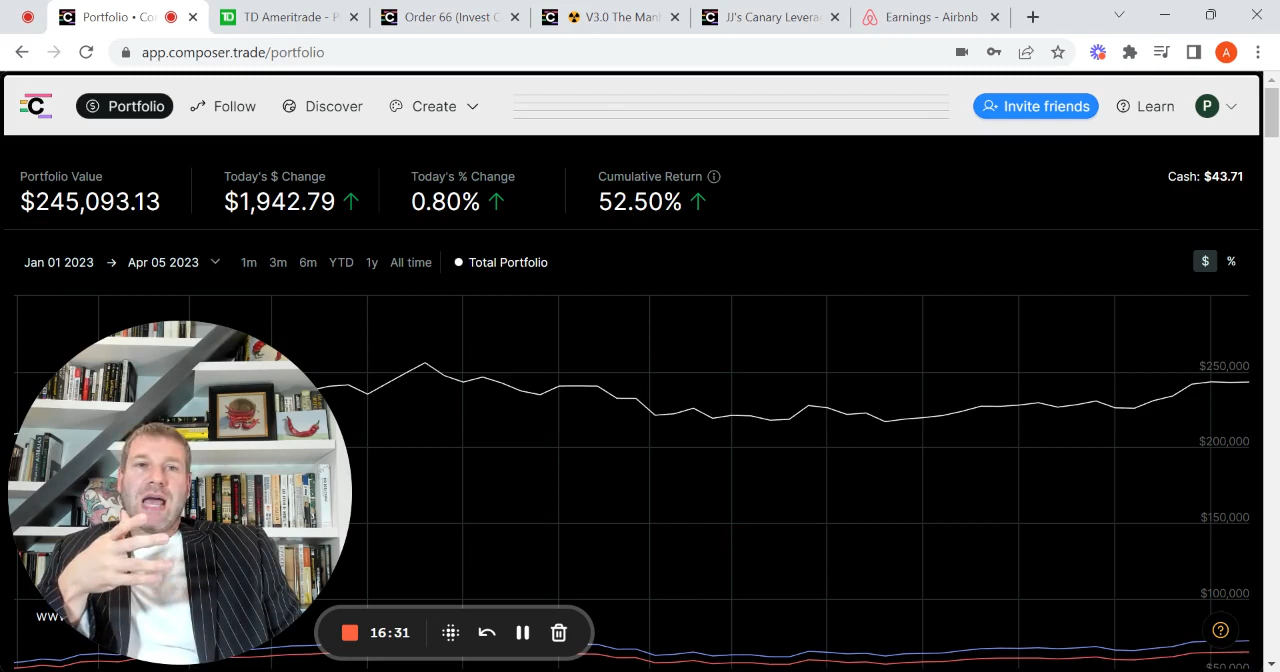 Portfolio • Co
TD Ameritrade - P
Order 66 (Invest C
V3.0 The Man
JJ's Canary Levera
Earnings - Airbnb
app.composer.trade/portfolio
A
C
Portfolio
Follow
Discover
Create
Invite friends
Learn
P
Portfolio Value
Today's $ Change
Today's % Change
Cumulative Return
Cash: $43.71
$245,093.13
$1,942.79
0.80%
52.50%
Jan 01 2023 → Apr 05 2023
1m
3m
6m
YTD
1y
All time
Total Portfolio
$
%
$250,000
$200,000
$150,000
$100,000
www.
16:31
$50,000